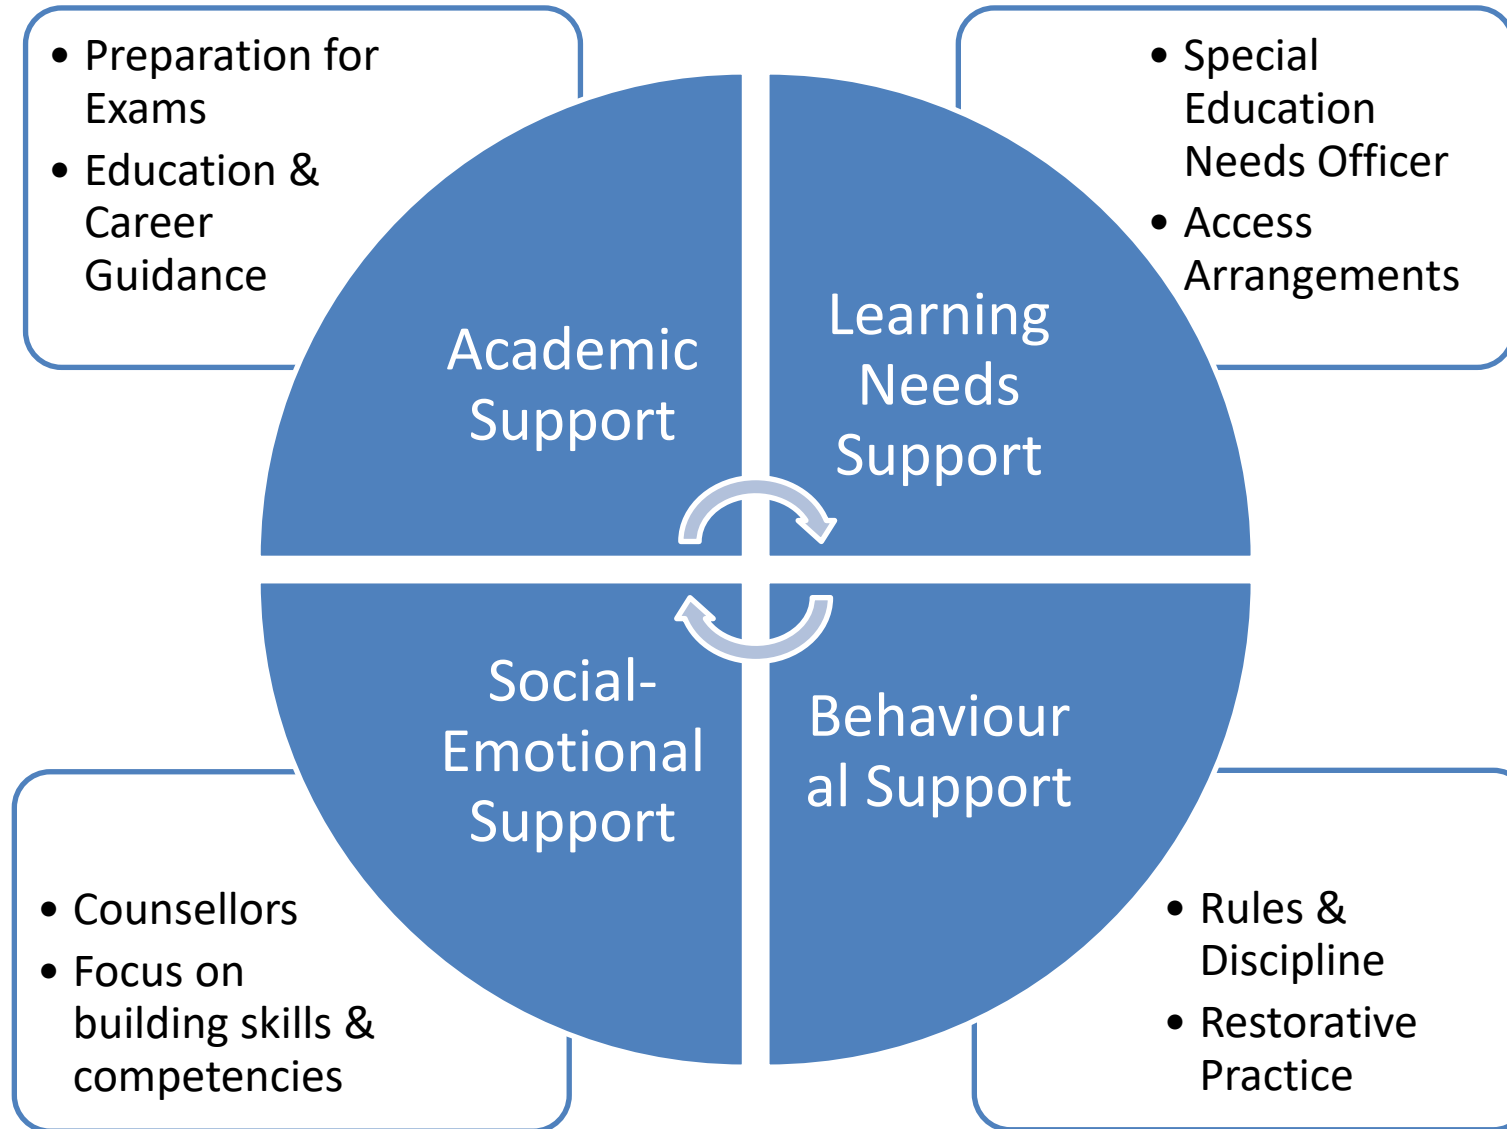 • Preparation for
Exams
• Education &
Career
Guidance
• Special
Education
Needs Officer
• Access
Arrangements
Academic
Support
Learning
Needs
Support
Social-
Emotional
Support
Behaviour
al Support
• Counsellors
• Focus on
building skills &
competencies
• Rules &
Discipline
• Restorative
Practice